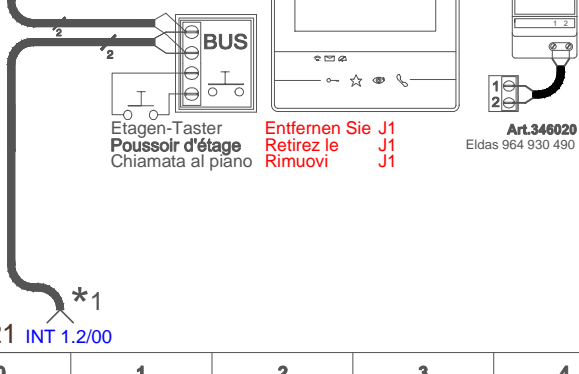 2
2
BUS
1 2
1
2
Etagen-Taster
Poussoir d'étage
Chiamata al piano
Entfernen Sie J1
Retirez le J1
Rimuovi J1
Art.346020
Eldas 964 930 490
*1
21 INT 1.2/00
1 2 3 4